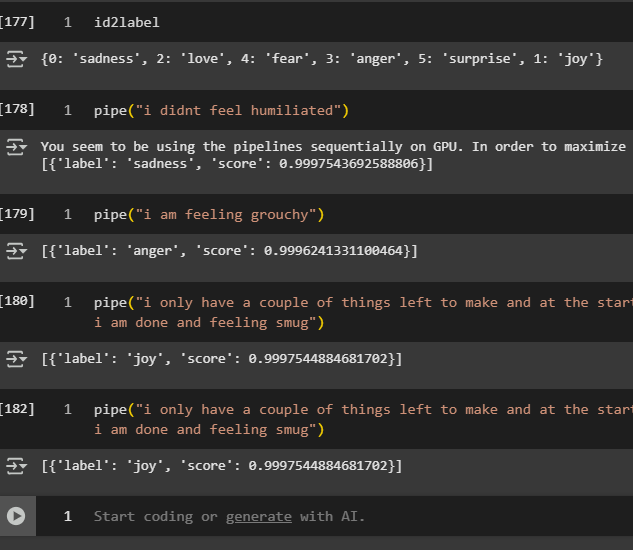 [177] 1 id2label
{0: 'sadness', 2: 'love', 4: 'fear', 3: 'anger', 5: 'surprise', 1: 'joy'}
[178] 1 pipe("i didnt feel humiliated")
You seem to be using the pipelines sequentially on GPU. In order to maximize
[{'label': 'sadness', 'score': 0.9997543692588806}]
[179] 1 pipe("i am feeling grouchy")
[{'label': 'anger', 'score': 0.9996241331100464}]
[180] 1 pipe("i only have a couple of things left to make and at the start
i am done and feeling smug")
[{'label': 'joy', 'score': 0.9997544884681702}]
[182] 1 pipe("i only have a couple of things left to make and at the start
i am done and feeling smug")
[{'label': 'joy', 'score': 0.9997544884681702}]
1 Start coding or generate with AI.